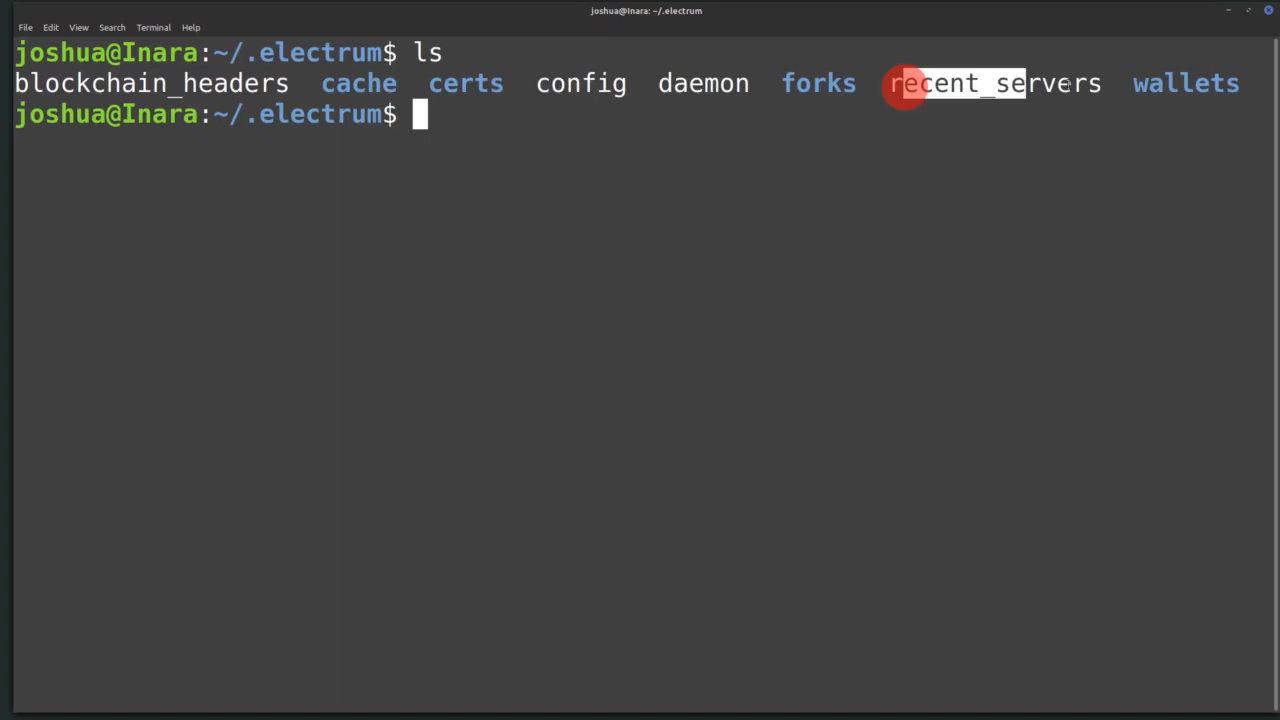 joshua@Inara: ~/.electrum
File Edit View Search Terminal Help
joshua@Inara:~/.electrum$ ls
blockchain_headers cache certs config daemon forks recent_servers wallets
joshua@Inara:~/.electrum$